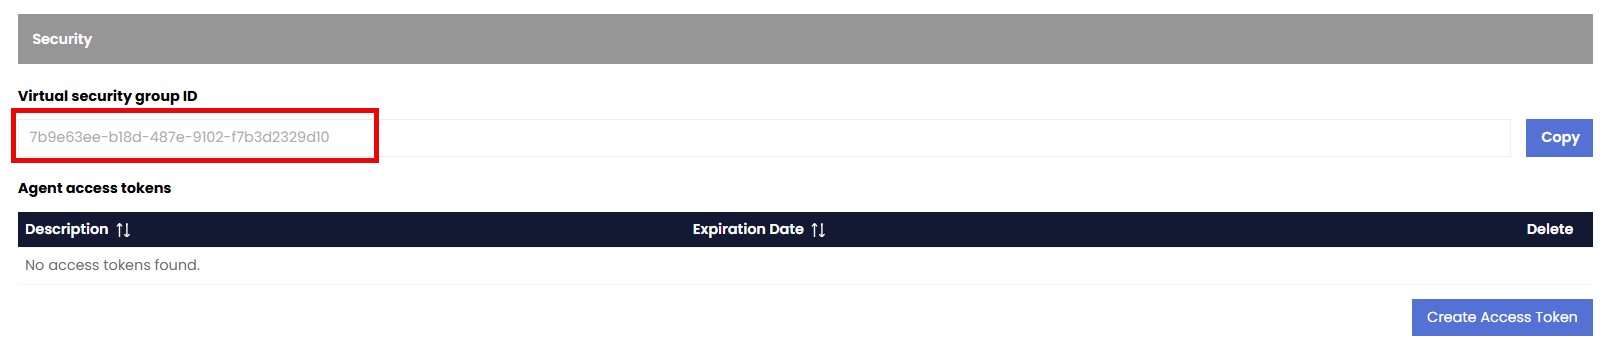 Security
Virtual security group ID
7b9e63ee-b18d-487e-9102-f7b3d2329d10
Copy
Agent access tokens
Description Expiration Date Delete
No access tokens found.
Create Access Token